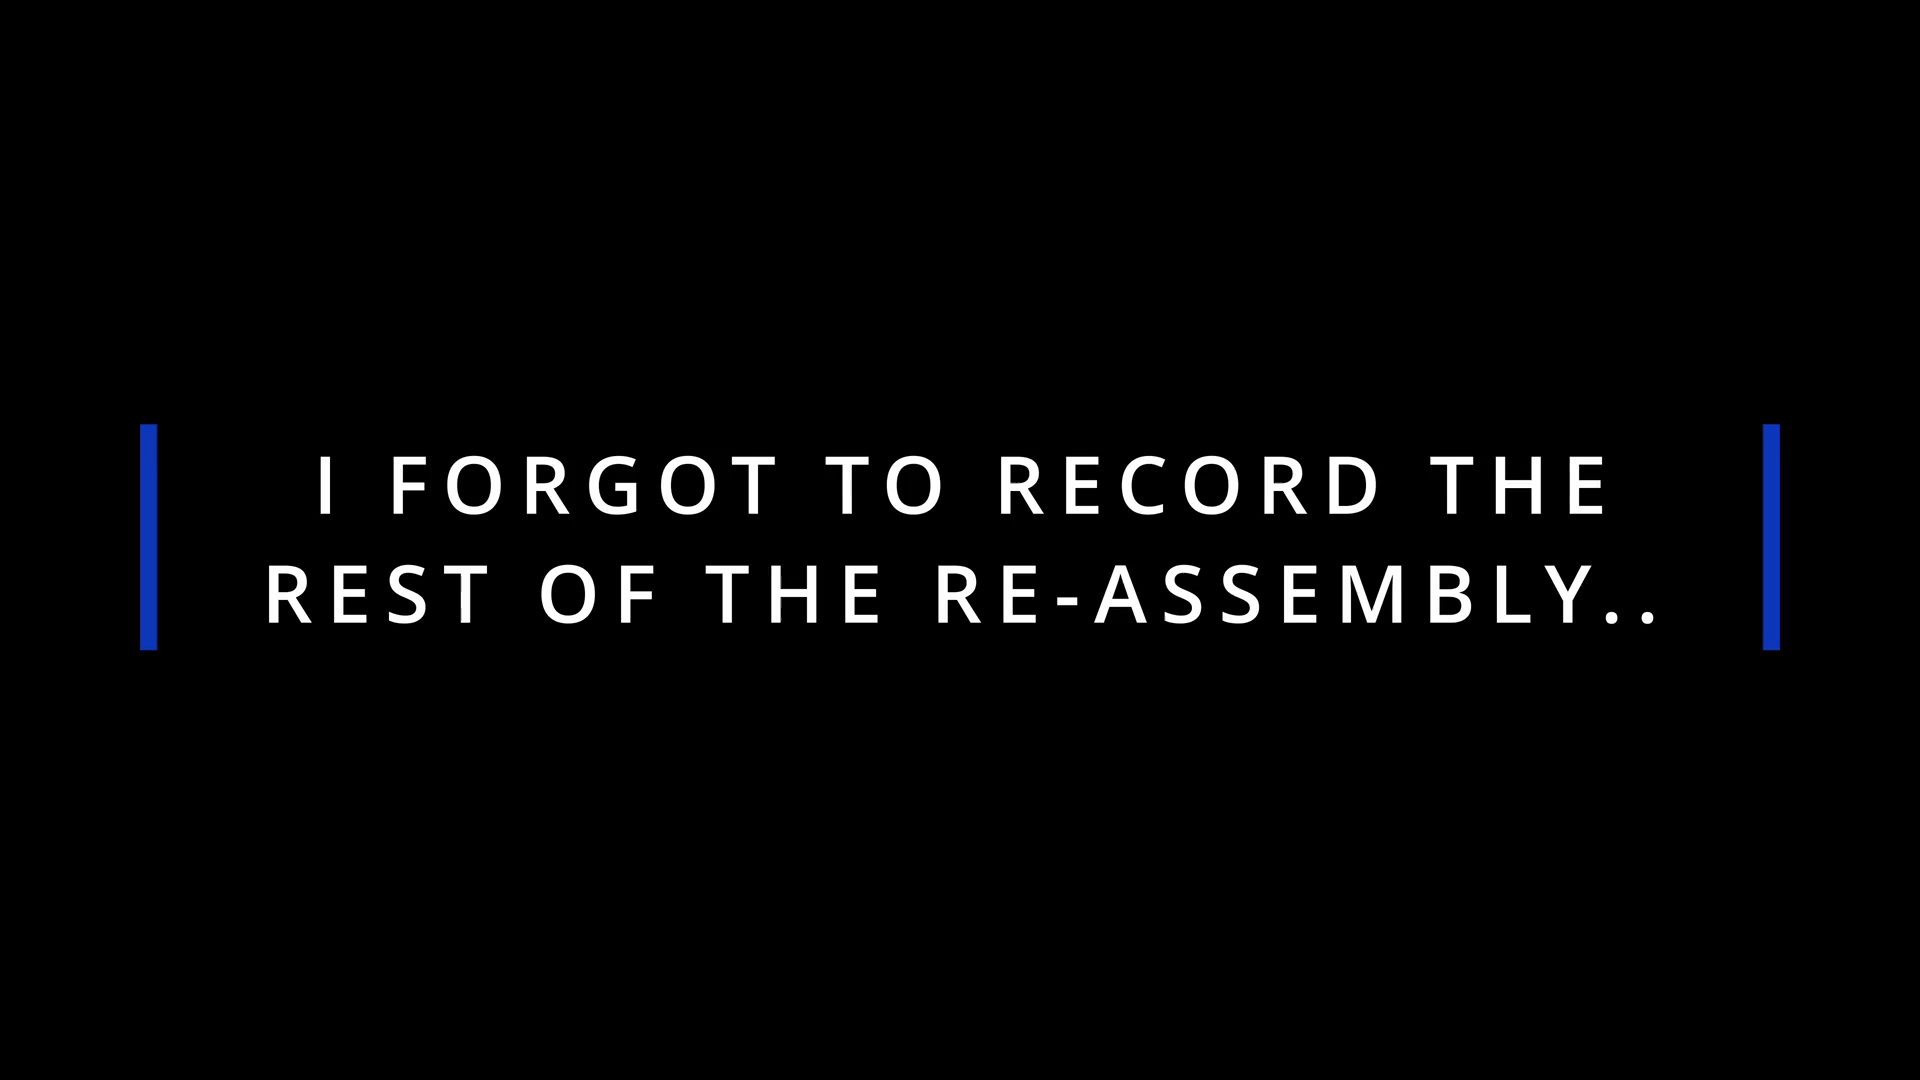 I FORGOT TO RECORD THE
REST OF THE RE-ASSEMBLY..